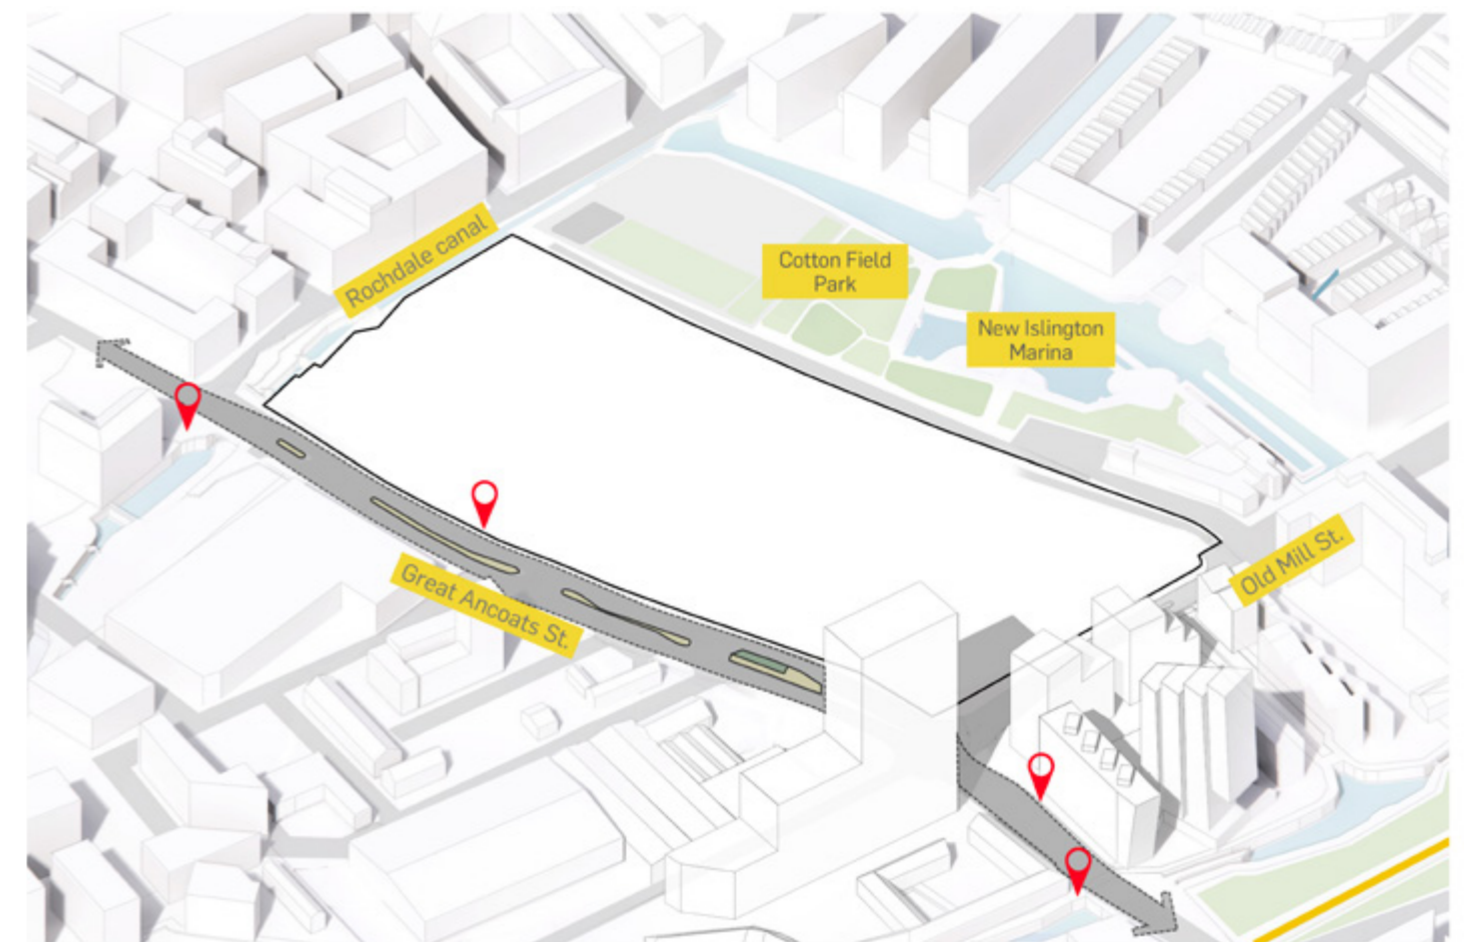 Rochdale canal
Cotton Field
Park
New Islington
Marina
Great Ancoats St.
Old Mill St.